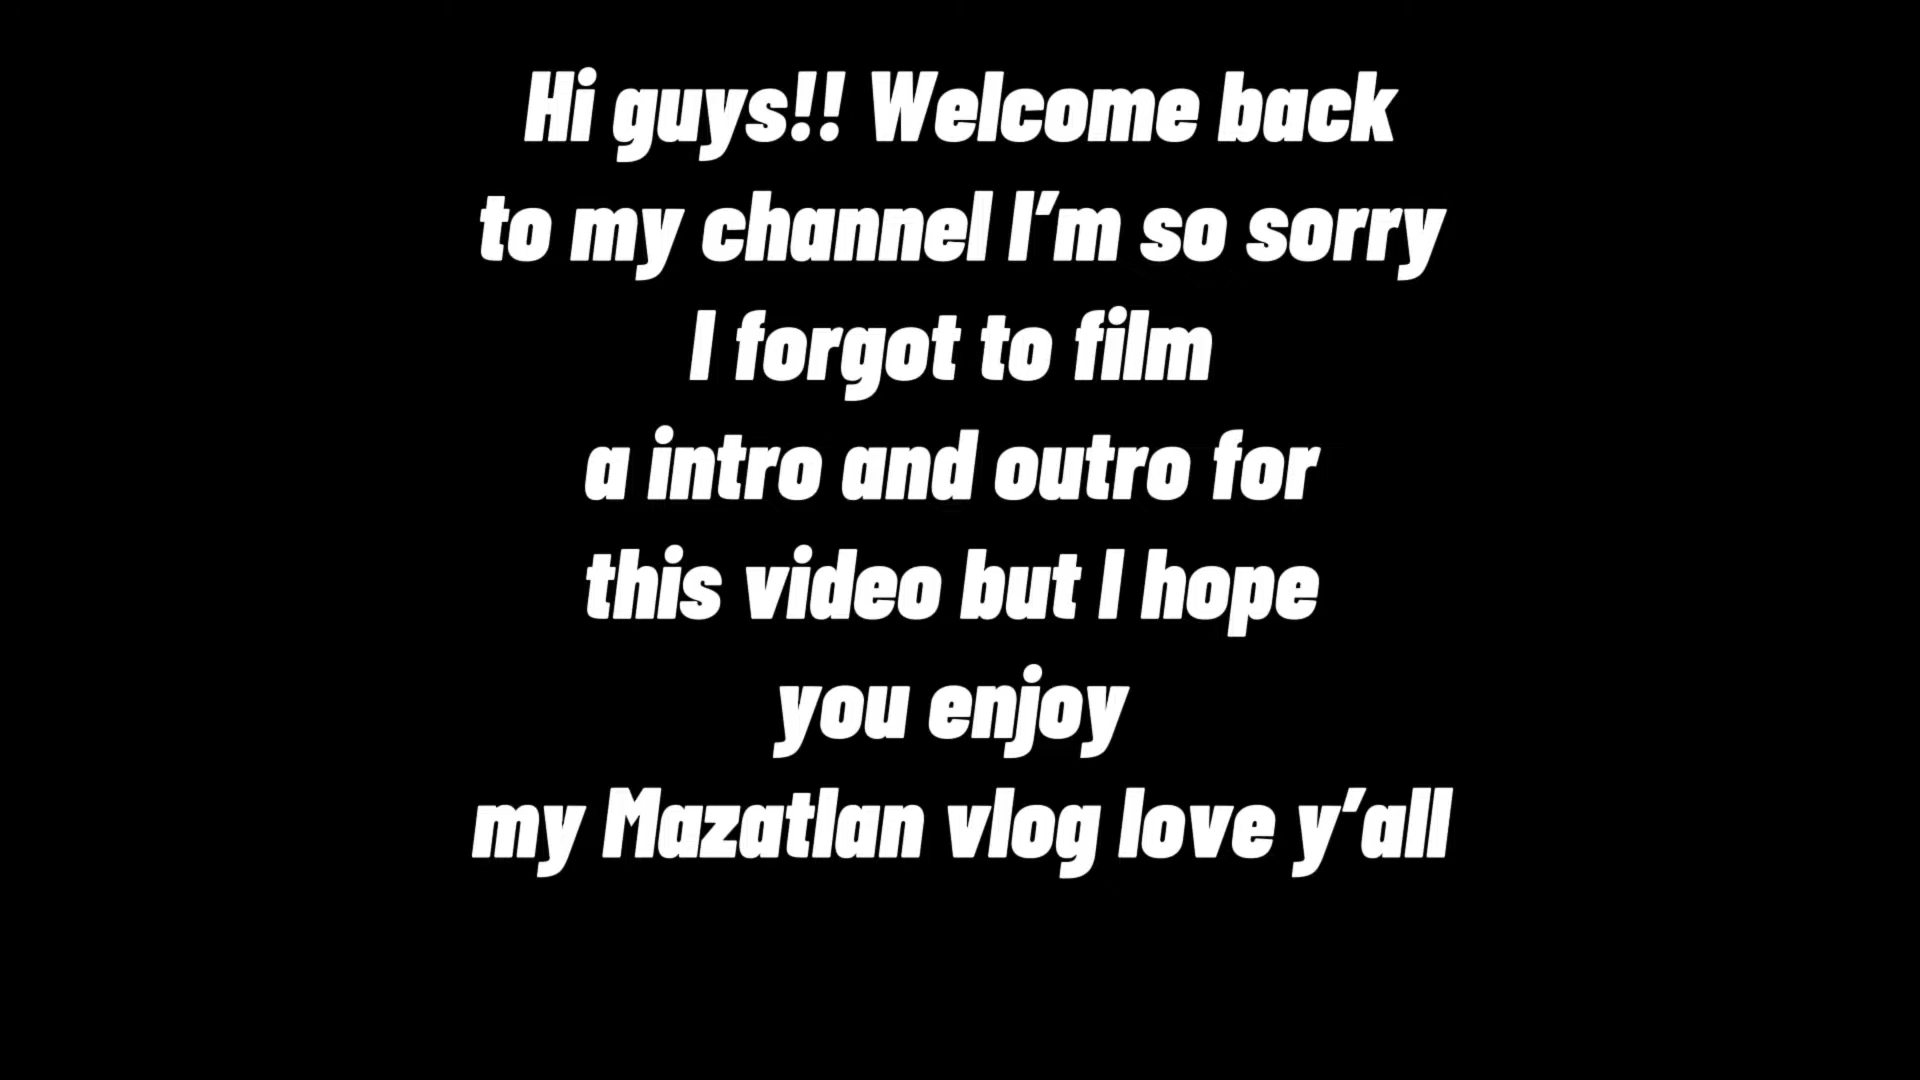 Hi guys!! Welcome back
to my channel I’m so sorry
I forgot to film
a intro and outro for
this video but I hope
you enjoy
my Mazatlan vlog love y’all